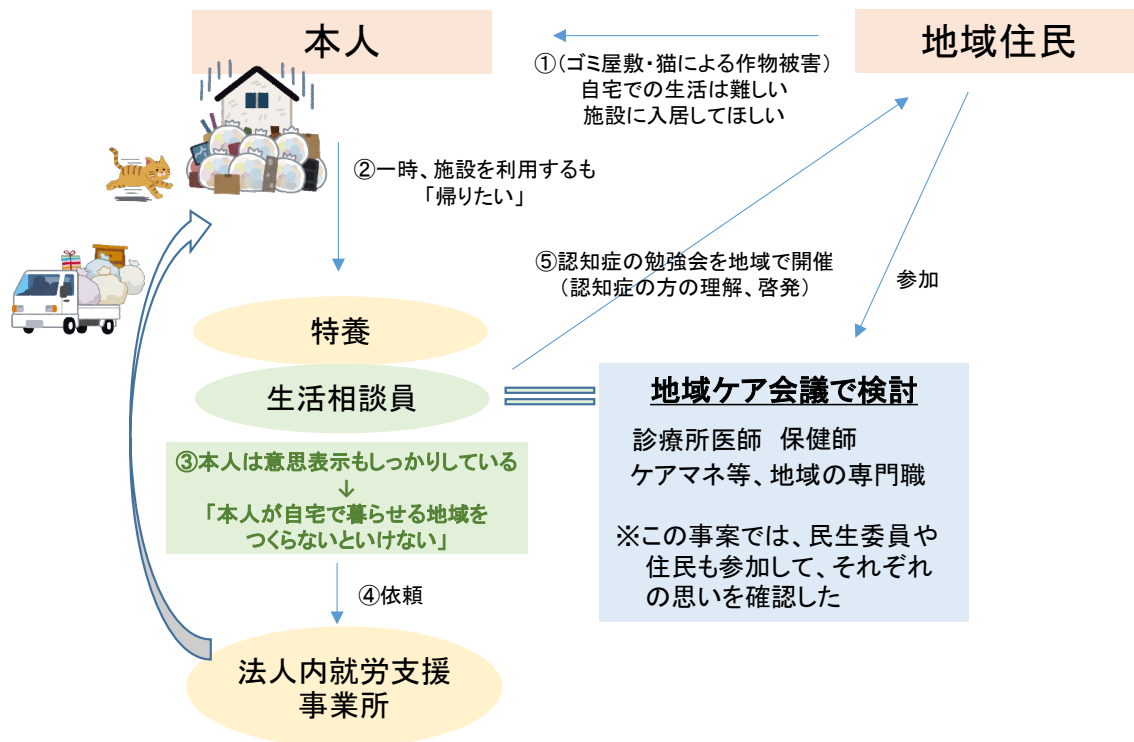 本人
地域住民
①(ゴミ屋敷・猫による作物被害)
自宅での生活は難しい
施設に入居してほしい
②一時、施設を利用するも
「帰りたい」
⑤認知症の勉強会を地域で開催
(認知症の方の理解、啓発)
参加
特養
生活相談員
③本人は意思表示もしっかりしている
↓
「本人が自宅で暮らせる地域を
つくらないといけない」
④依頼
法人内就労支援
事業所
地域ケア会議で検討
診療所医師 保健師
ケアマネ等、地域の専門職
※この事案では、民生委員や
住民も参加して、それぞれ
の思いを確認した